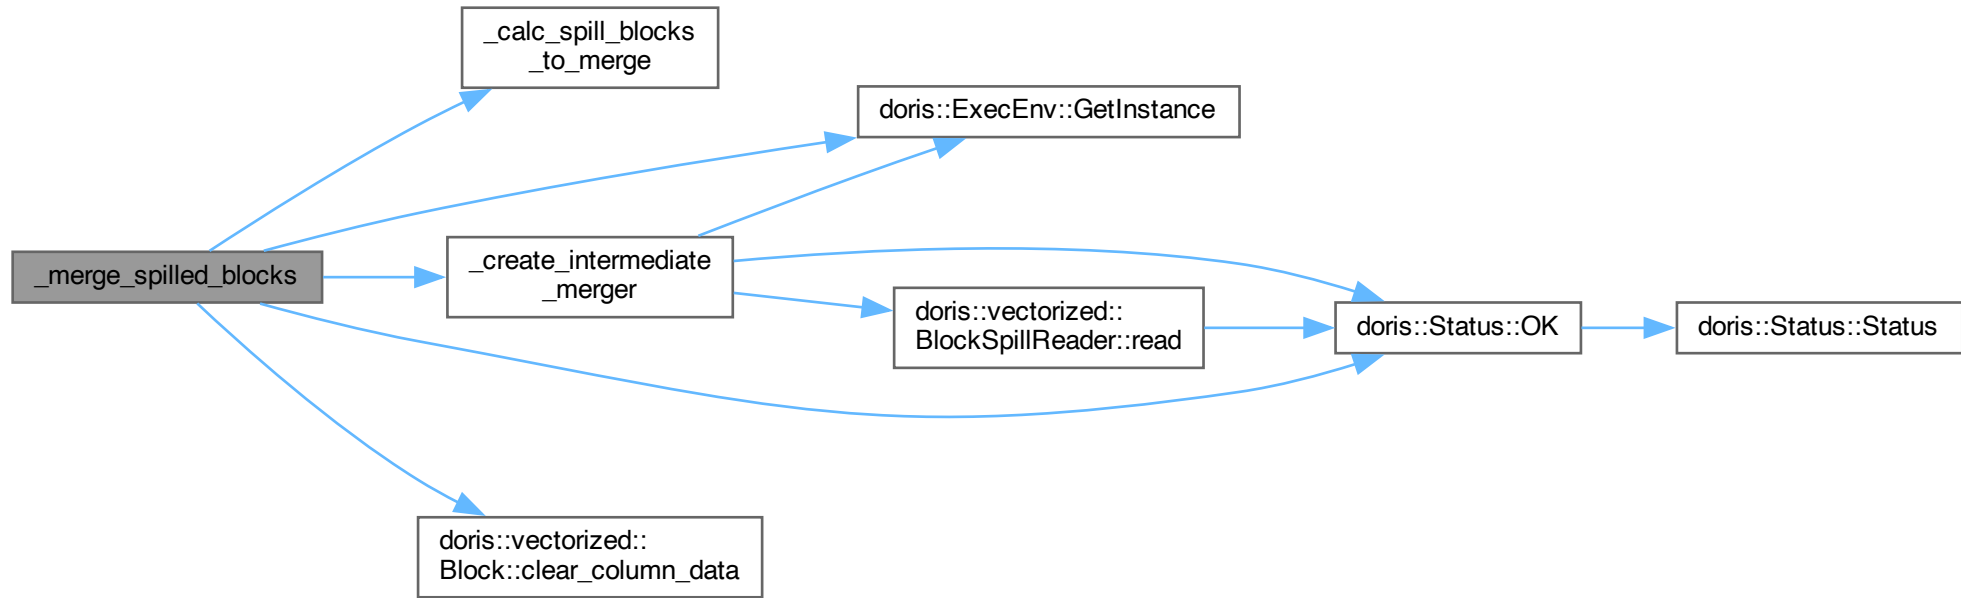 _calc_spill_blocks
_to_merge
doris::ExecEnv::GetInstance
_merge_spilled_blocks
_create_intermediate
_merger
doris::vectorized::
BlockSpillReader::read
doris::Status::OK
doris::Status::Status
doris::vectorized::
Block::clear_column_data